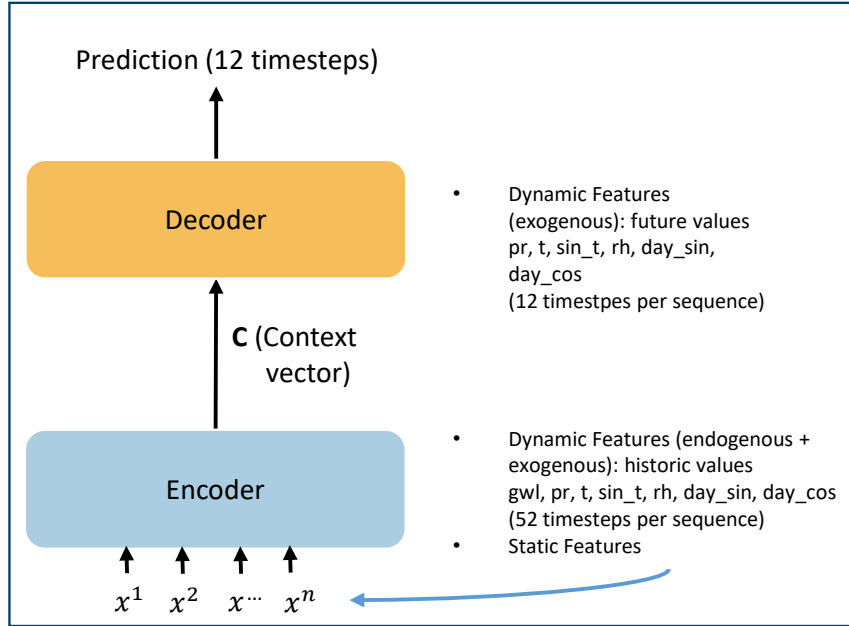 Prediction (12 timesteps)
Decoder
• Dynamic Features
(exogenous): future values
pr, t, sin_t, rh, day_sin,
day_cos
(12 timestpes per sequence)
C (Context
vector)
Encoder
• Dynamic Features (endogenous +
exogenous): historic values
gwl, pr, t, sin_t, rh, day_sin, day_cos
(52 timesteps per sequence)
• Static Features
x¹ x² x^… xⁿ